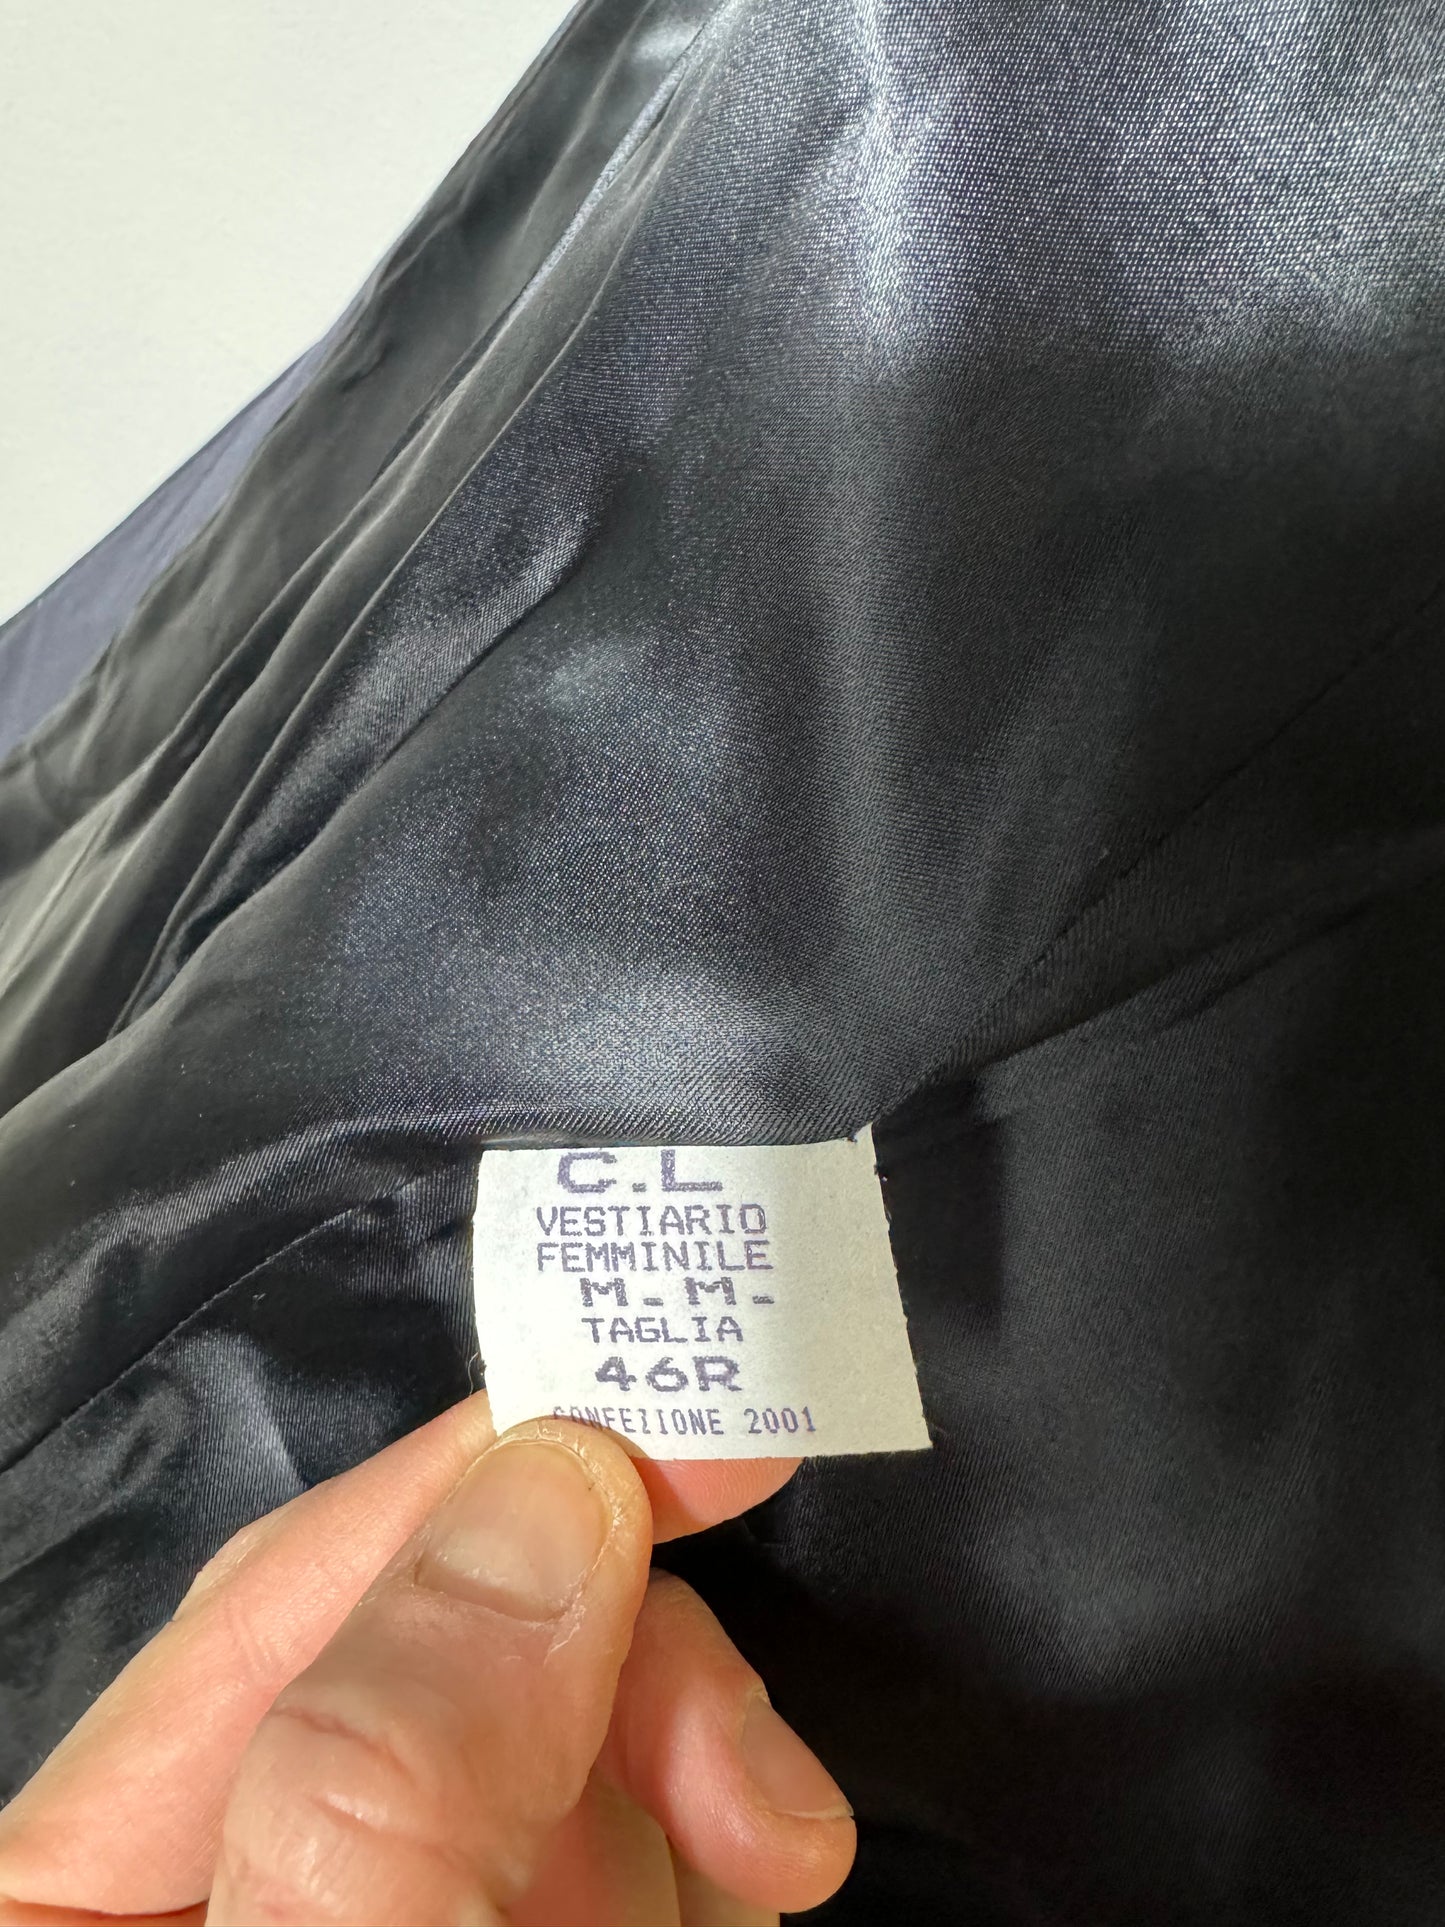 C.L
VESTIARIO
FEMMINILE
M.M.
TAGLIA
46R
CONFEZIONE 2001